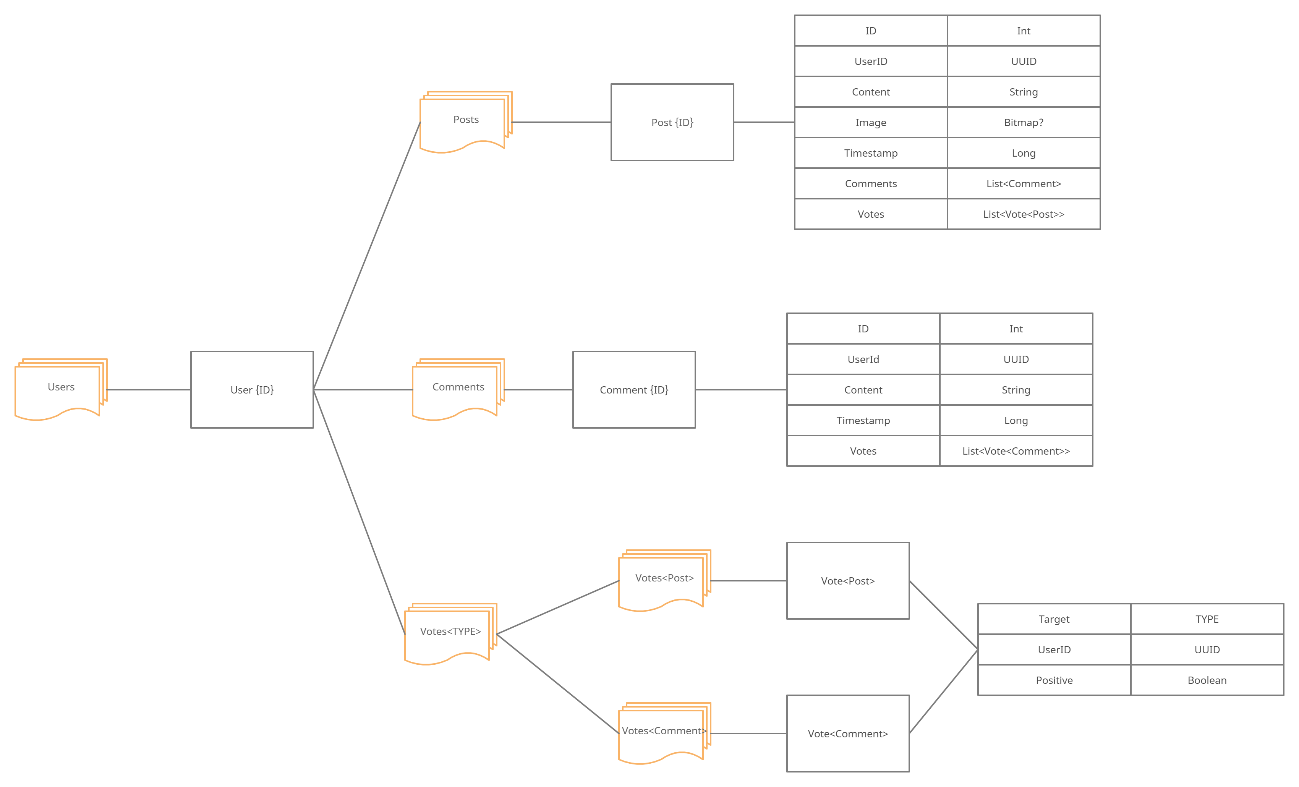 ID Int
UserID UUID
Content String
Image Bitmap?
Timestamp Long
Comments List<Comment>
Votes List<Vote<Post>>
Posts
Post {ID}
ID Int
UserId UUID
Content String
Timestamp Long
Votes List<Vote<Comment>>
Users
User {ID}
Comments
Comment {ID}
Votes<TYPE>
Votes<Post>
Vote<Post>
Target TYPE
UserID UUID
Positive Boolean
Votes<Comment>
Vote<Comment>